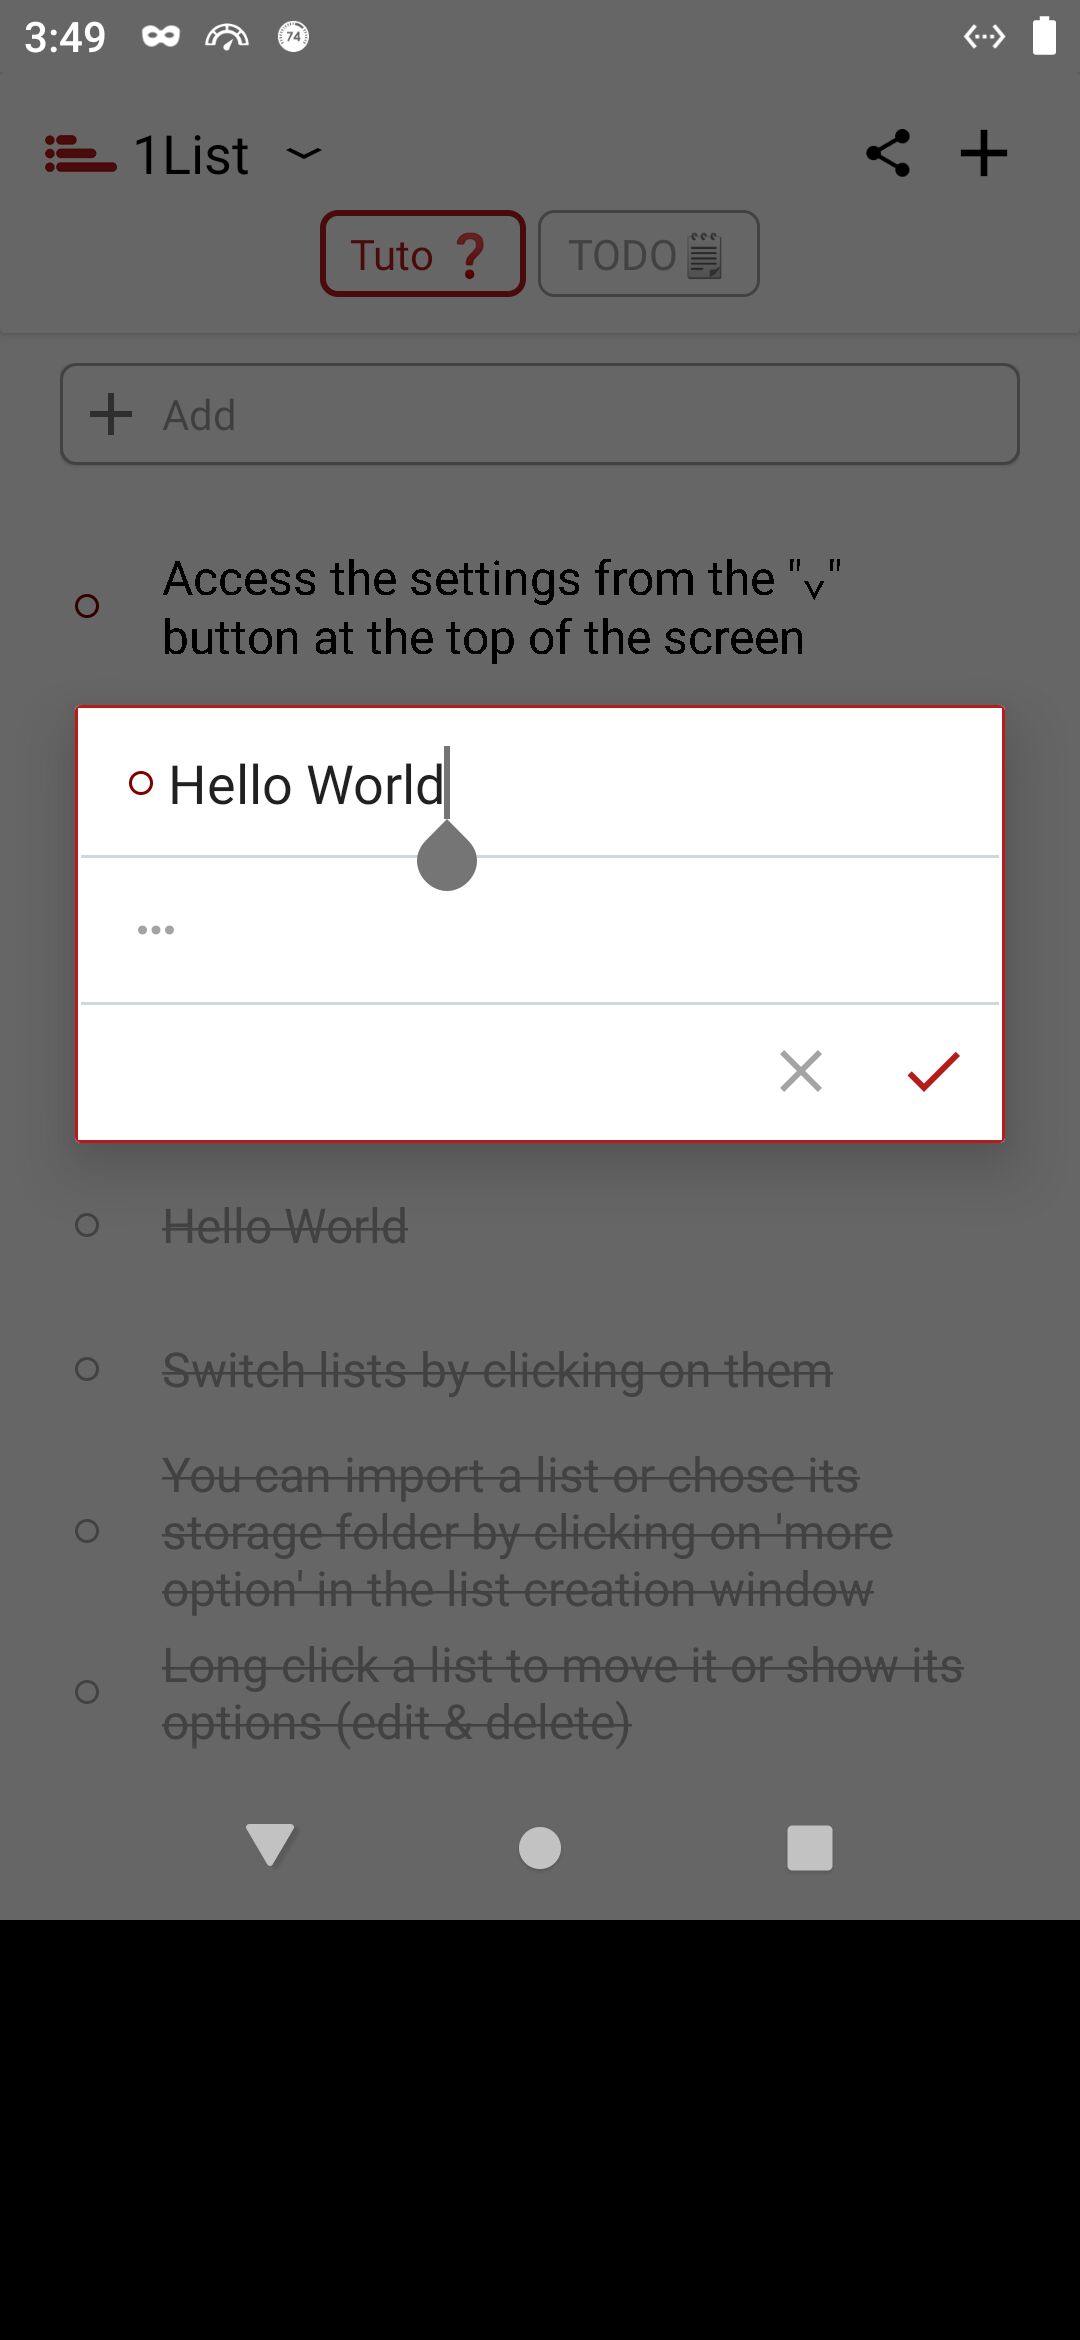 3:49
74
1List
Tuto ❓
TODO
Add
Access the settings from the "v"
button at the top of the screen
Hello World
Hello World
Switch lists by clicking on them
You can import a list or chose its
storage folder by clicking on 'more
option' in the list creation window
Long click a list to move it or show its
options (edit & delete)